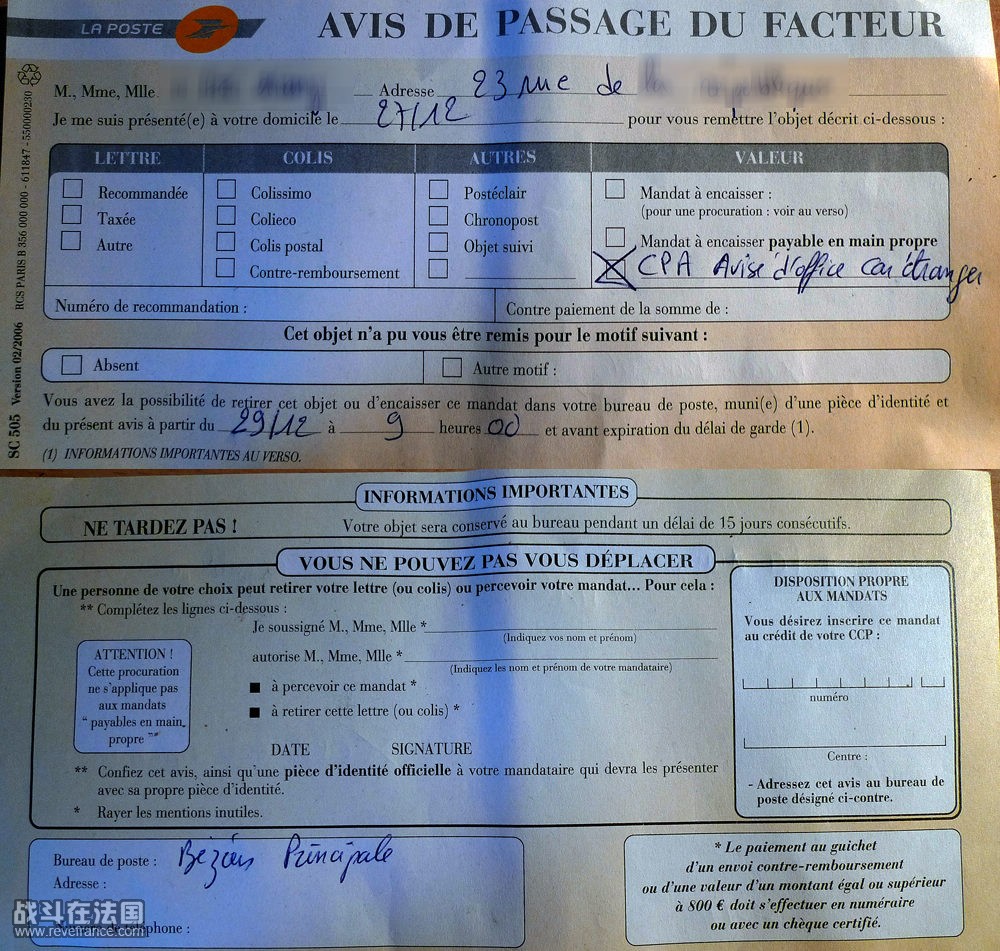 LA POSTE
AVIS DE PASSAGE DU FACTEUR
M., Mme, Mlle Adresse 23 rue de
Je me suis présenté(e) à votre domicile le 27/12 pour vous remettre l'objet décrit ci-dessous :
LETTRE COLIS AUTRES VALEUR
Recommandée Colissimo Postéclair Mandat à encaisser :
(pour une procuration : voir au verso)
Taxée Colieco Chronopost
Autre Colis postal Objet suivi Mandat à encaisser payable en main propre
Contre-remboursement CPA Avisé d'office car étranger
Numéro de recommandation : Contre paiement de la somme de :
Cet objet n'a pu vous être remis pour le motif suivant :
Absent Autre motif :
Vous avez la possibilité de retirer cet objet ou d'encaisser ce mandat dans votre bureau de poste, muni(e) d'une pièce d'identité et
du présent avis à partir du 29/12 à 9 heures 00 et avant expiration du délai de garde (1).
(1) INFORMATIONS IMPORTANTES AU VERSO.
SC 505 Version 02/2006 RCS PARIS B 356 000 000 - 611847 - 550000230
INFORMATIONS IMPORTANTES
NE TARDEZ PAS ! Votre objet sera conservé au bureau pendant un délai de 15 jours consécutifs.
VOUS NE POUVEZ PAS VOUS DÉPLACER
Une personne de votre choix peut retirer votre lettre (ou colis) ou percevoir votre mandat... Pour cela :
** Complétez les lignes ci-dessous :
Je soussigné M., Mme, Mlle *
(Indiquez vos nom et prénom)
autorise M., Mme, Mlle *
(Indiquez les nom et prénom de votre mandataire)
■ à percevoir ce mandat *
■ à retirer cette lettre (ou colis) *
ATTENTION !
Cette procuration
ne s'applique pas
aux mandats
" payables en main
propre "
DATE SIGNATURE
** Confiez cet avis, ainsi qu'une pièce d'identité officielle à votre mandataire qui devra les présenter
avec sa propre pièce d'identité.
* Rayer les mentions inutiles.
DISPOSITION PROPRE
AUX MANDATS
Vous désirez inscrire ce mandat
au crédit de votre CCP :
numéro
Centre :
- Adressez cet avis au bureau de
poste désigné ci-contre.
Bureau de poste : Béziers Principale
Adresse :
* Le paiement au guichet
d'un envoi contre-remboursement
ou d'une valeur d'un montant égal ou supérieur
à 800 € doit s'effectuer en numéraire
ou avec un chèque certifié.
战斗在法国
www.revefrance.com